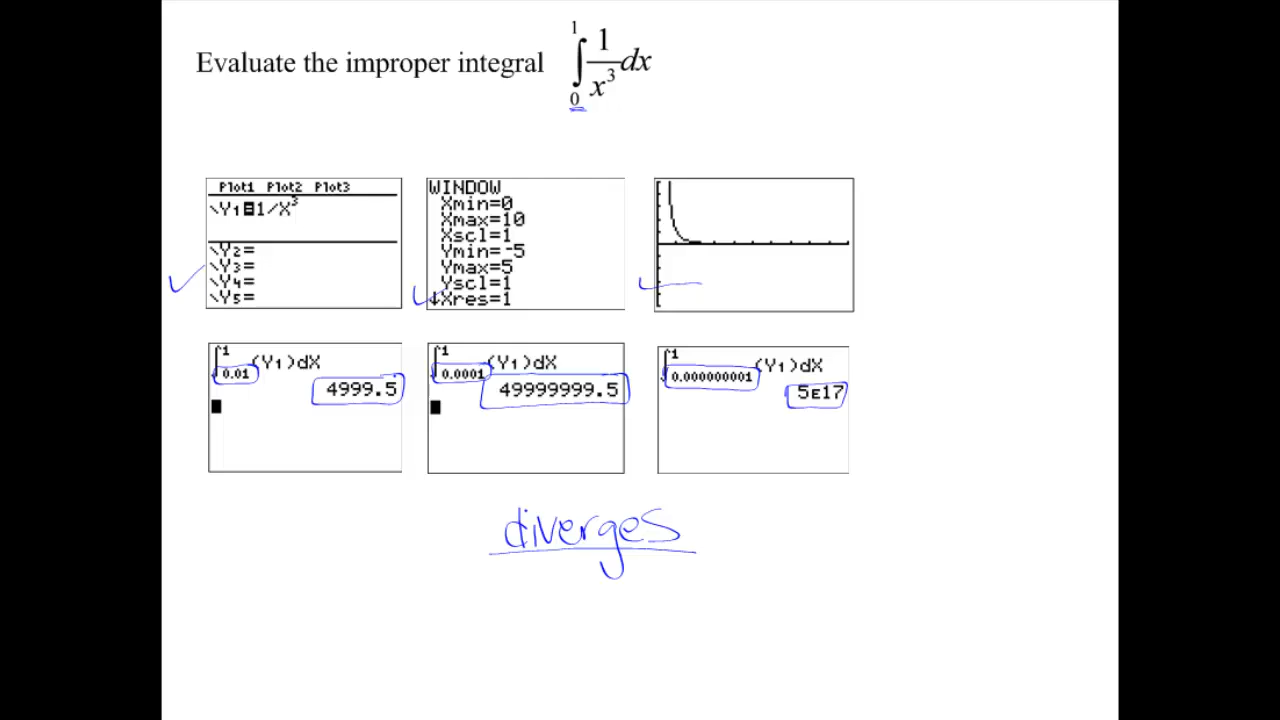 Evaluate the improper integral ∫₀¹ 1/x³ dx
Plot1 Plot2 Plot3
\Y1=1/X³
\Y2=
\Y3=
\Y4=
\Y5=
WINDOW
Xmin=0
Xmax=10
Xscl=1
Ymin=-5
Ymax=5
Yscl=1
↓Xres=1
1
∫ (Y1)dX
0.01
4999.5
1
∫ (Y1)dX
0.0001
49999999.5
1
∫ (Y1)dX
0.000000001
5E17
diverges